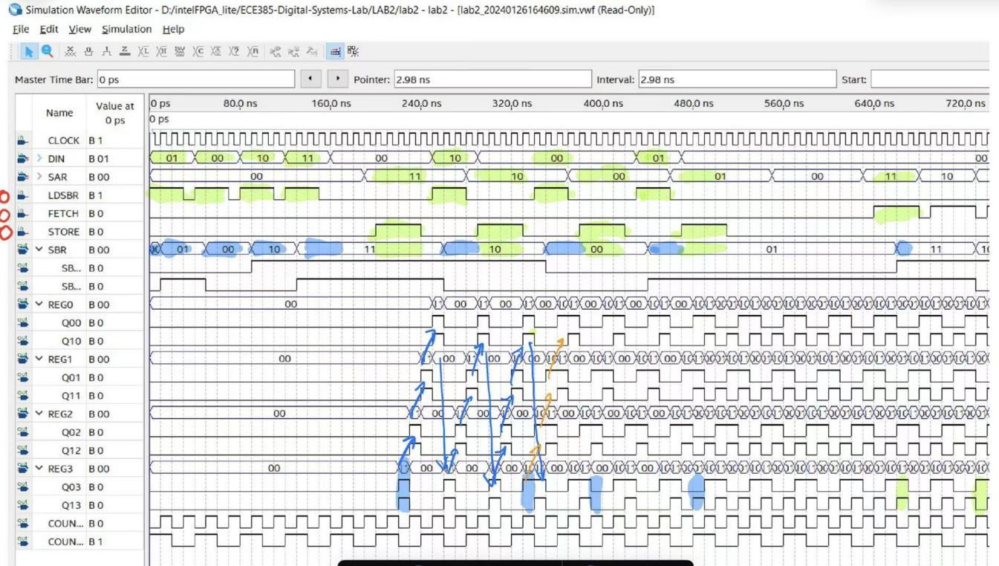 Simulation Waveform Editor - D:/intelFPGA_lite/ECE385-Digital-Systems-Lab/LAB2/lab2 - lab2 - [lab2_20240126164609.sim.vwf (Read-Only)]
File Edit View Simulation Help
Master Time Bar: 0 ps Pointer: 2.98 ns Interval: 2.98 ns Start:
Name Value at 0 ps 0 ps 80.0 ns 160.0 ns 240.0 ns 320.0 ns 400.0 ns 480.0 ns 560.0 ns 640.0 ns 720.0 ns
0 ps
CLOCK B 1
DIN B 01 01 00 10 11 00 10 00 01 00
SAR B 00 00 11 10 00 01 00 11 10
LDSBR B 1
FETCH B 0
STORE B 0
SBR B 00 01 00 10 11 10 00 01 11
SB... B 0
SB... B 0
REG0 B 00 00 00 00 00 00 00 00 00
Q00 B 0
Q10 B 0
REG1 B 00 00 00 00 00 00 00 00 00
Q01 B 0
Q11 B 0
REG2 B 00 00 00 00 00 00 00 00 00
Q02 B 0
Q12 B 0
REG3 B 00 00 00 00 00 00 00 00 00
Q03 B 0
Q13 B 0
COUN... B 0
COUN... B 1